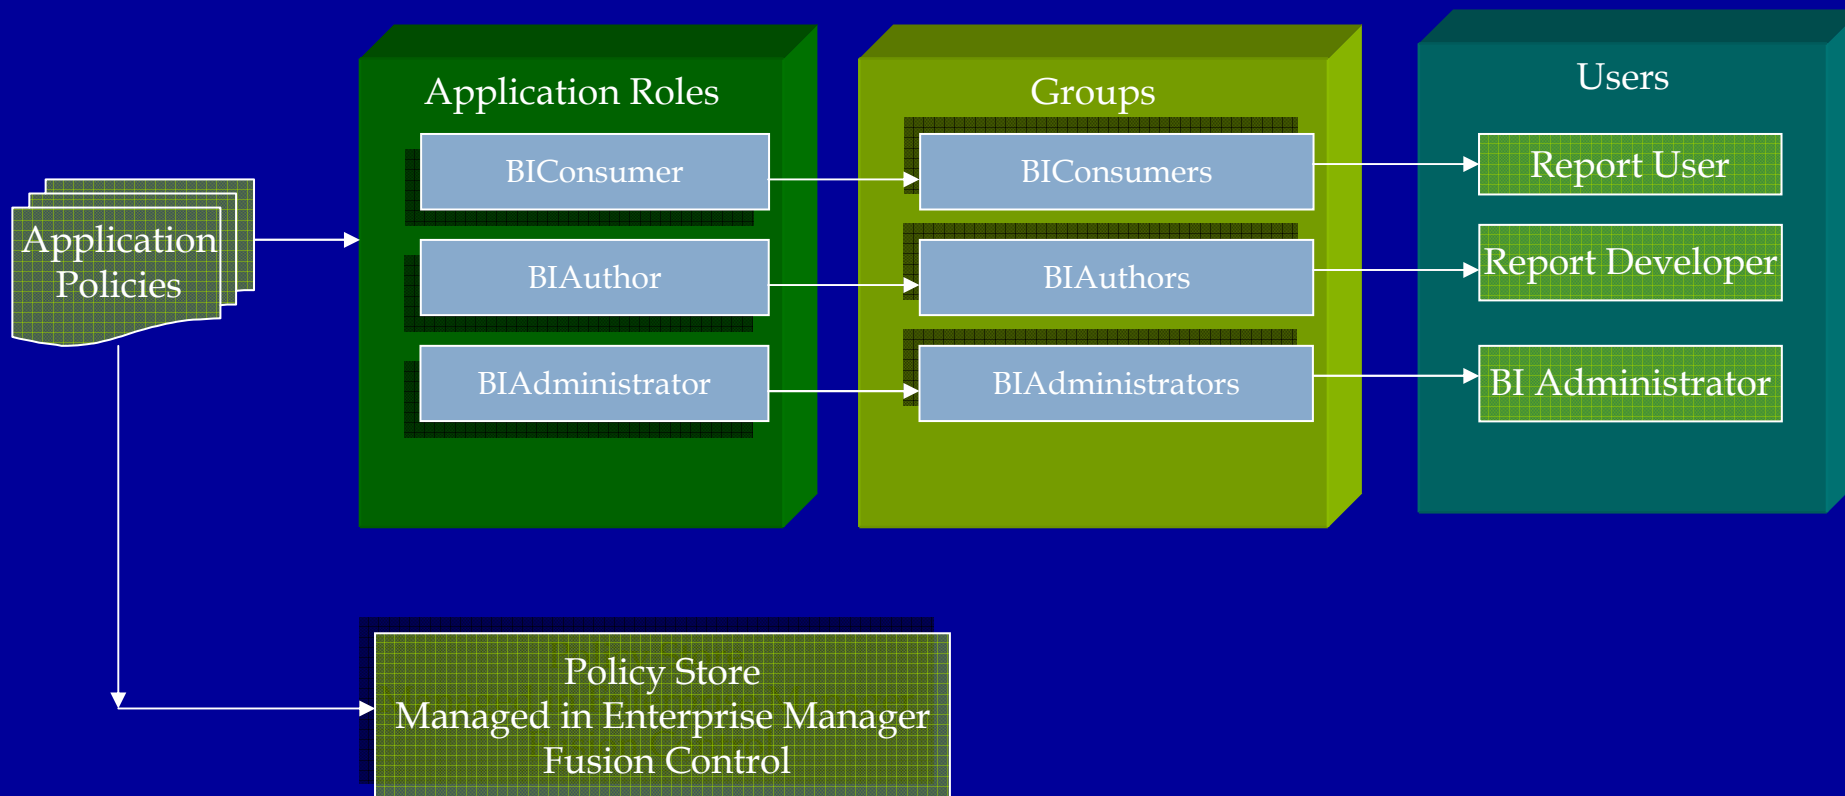 Application Roles
Groups
Users
BIConsumer
BIConsumers
Report User
Application
Policies
BIAuthor
BIAuthors
Report Developer
BIAdministrator
BIAdministrators
BI Administrator
Policy Store
Managed in Enterprise Manager
Fusion Control